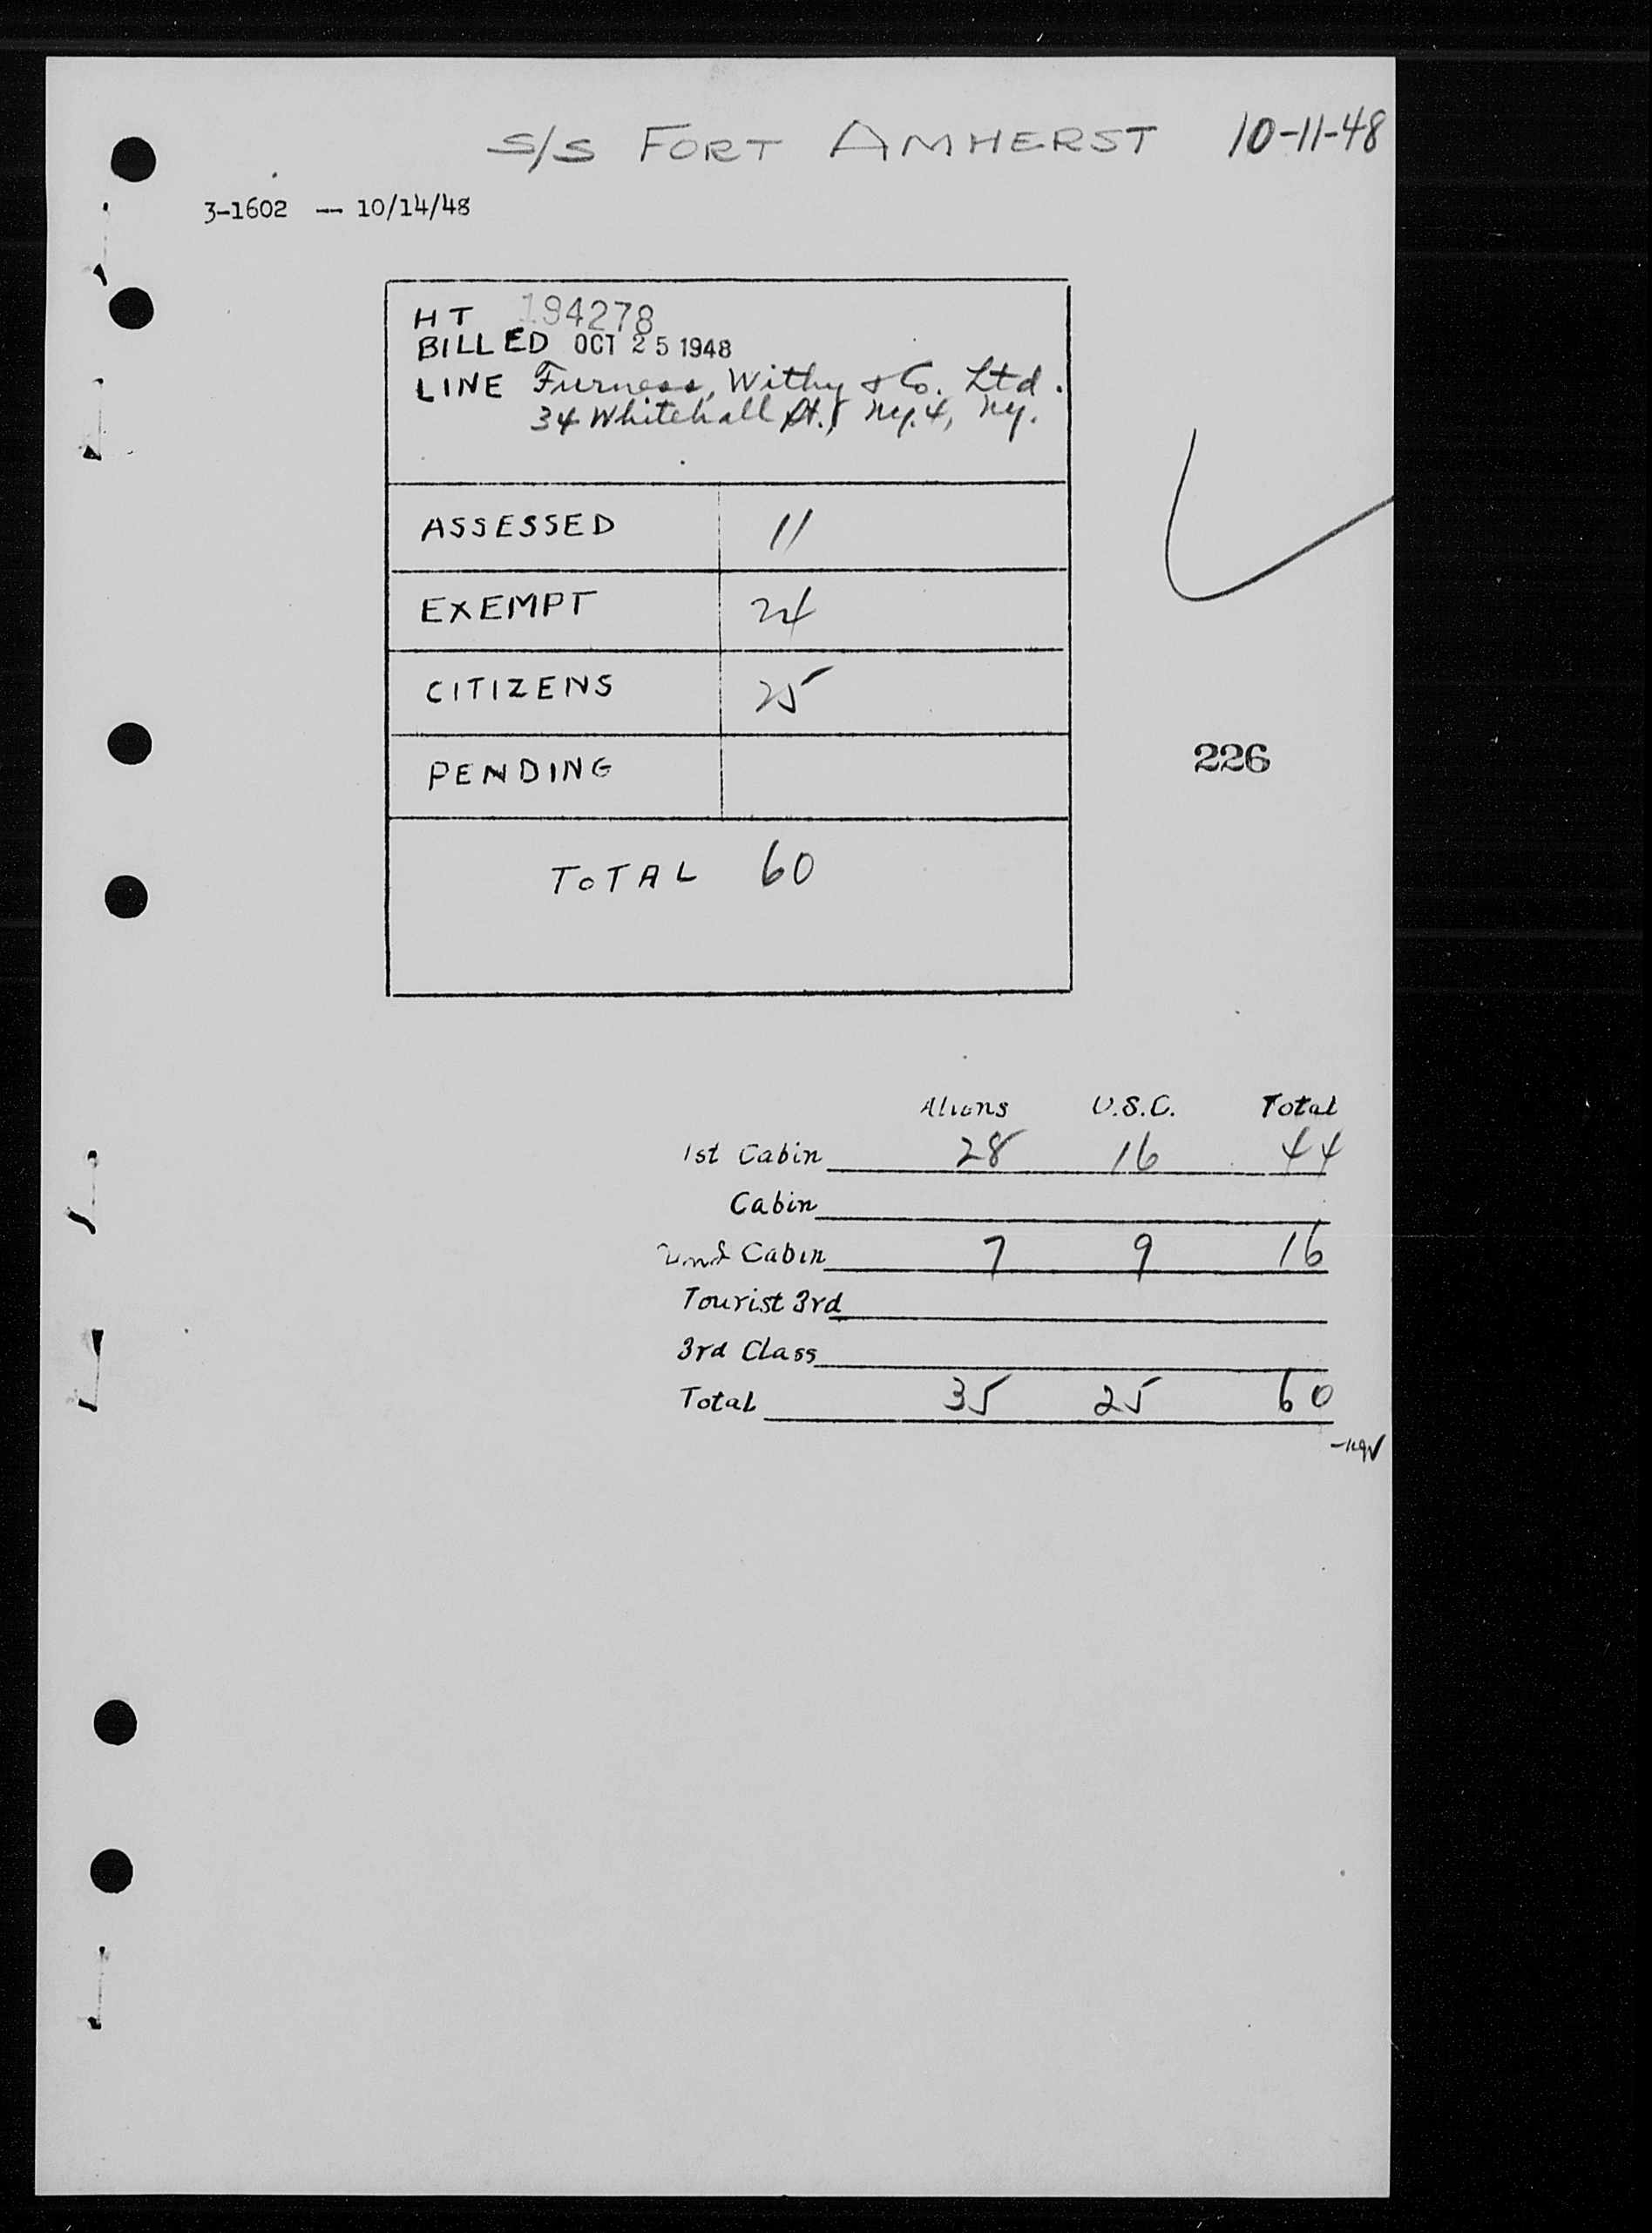 S/S FORT AMHERST 10-11-48
3-1602 -- 10/14/48
HT 194278
BILLED OCT 25 1948
LINE Furness, Withy & Co. Ltd.
34 Whitehall St., N.Y. 4, N.Y.
ASSESSED 11
EXEMPT 24
CITIZENS 25
PENDING
226
TOTAL 60
Aliens U.S.C. Total
1st Cabin 28 16 44
Cabin
2nd Cabin 7 9 16
Tourist 3rd
3rd Class
Total 35 25 60